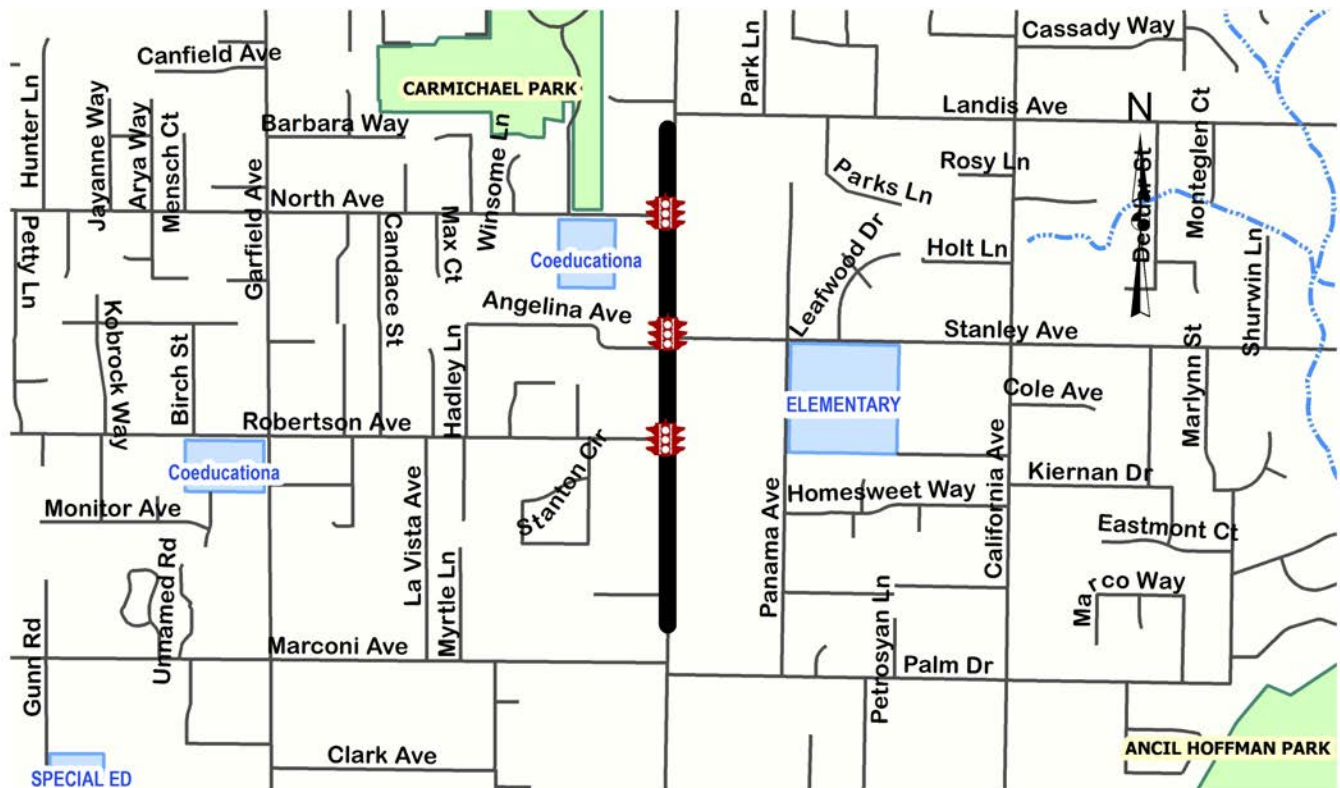 Canfield Ave
CARMICHAEL PARK
Park Ln
Cassady Way
Hunter Ln
Jayanne Way
Arya Way
Mensch Ct
Barbara Way
Winsome Ln
Landis Ave
N
Monteglen Ct
Rosy Ln
Parks Ln
North Ave
Garfield Ave
Petty Ln
Candace St
Max Ct
Coeducationa
Leafwood Dr
Holt Ln
Shurwin Ln
Angelina Ave
Stanley Ave
Kobrock Way
Birch St
Hadley Ln
ELEMENTARY
Cole Ave
Marlynn St
Robertson Ave
Coeducationa
Stanton Cir
Monitor Ave
La Vista Ave
Homesweet Way
Kiernan Dr
California Ave
Panama Ave
Eastmont Ct
Unnamed Rd
Myrtle Ln
Petrosyan Ln
Marco Way
Gunn Rd
Marconi Ave
Palm Dr
Clark Ave
ANCIL HOFFMAN PARK
SPECIAL ED